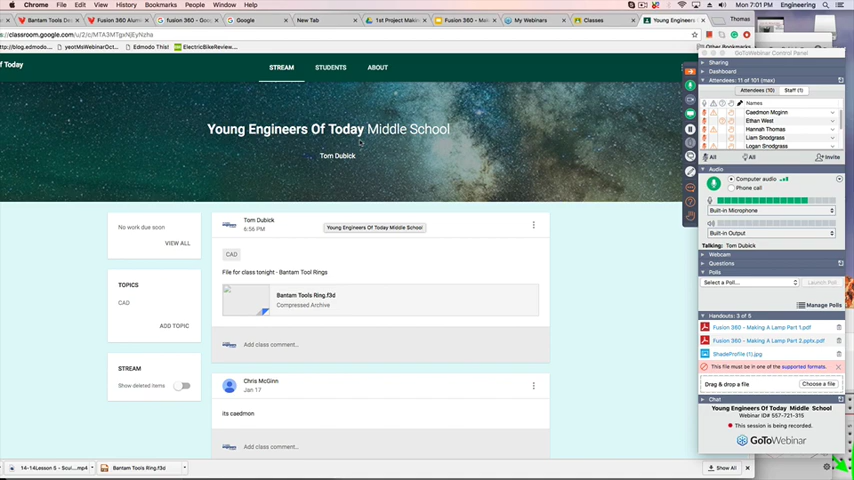 Chrome File Edit View History Bookmarks People Window Help
Mon 7:01 PM Engineering
Bantam Tools Des
Fusion 360 Alumi
fusion 360 - Goo
Google
New Tab
1st Project Makin
Fusion 360 - M
My Webinars
Classes
Young Engineers
Thomas
classroom.google.com/u/2/c/MTA3MTgxNjEyNzha
http://blog.edmodo
Edmodo This!
ElectricBikeReview.
Other Bookmarks
Of Today
STREAM STUDENTS ABOUT
Young Engineers Of Today Middle School
Tom Dubick
No work due soon
VIEW ALL
TOPICS
CAD
ADD TOPIC
STREAM
Show deleted items
Tom Dubick
6:56 PM
Young Engineers Of Today Middle School
CAD
File for class tonight - Bantam Tool Rings
Bantam Tools Ring.f3d
Compressed Archive
Add class comment...
Chris McGinn
Jan 17
its caedmon
Add class comment...
GoToWebinar Control Panel
Sharing
Dashboard
Attendees: 11 of 101 (max)
Attendees (10) Staff (1)
Names
Caedmon Mcginn
Ethan West
Hannah Thomas
Liam Snodgrass
Logan Snodgrass
All All Invite
Audio
Computer audio
Phone call
Built-in Microphone
Built-in Output
Talking: Tom Dubick
Webcam
Questions
Polls
Select a Poll...
Launch Poll
Manage Polls
Handouts: 3 of 5
Fusion 360 - Making A Lamp Part 1.pdf
Fusion 360 - Making A Lamp Part 2.pptx.pdf
ShadeProfile (1).jpg
This file must be in one of the supported formats.
Drag & drop a file
Choose a file
Chat
Young Engineers Of Today Middle School
Webinar ID# 557-721-315
This session is being recorded.
GoToWebinar
14-14Lesson 5 - Scul....mp4
Bantam Tools Ring.f3d
Show All